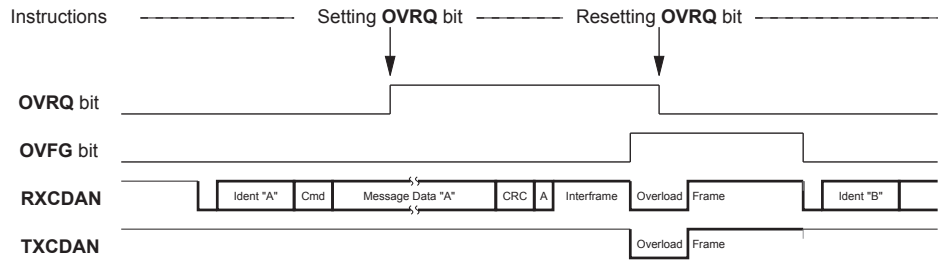 Instructions Setting OVRQ bit Resetting OVRQ bit
OVRQ bit
OVFG bit
RXCDAN Ident "A" Cmd Message Data "A" CRC A Interframe Overload Frame Ident "B"
TXCDAN Overload Frame